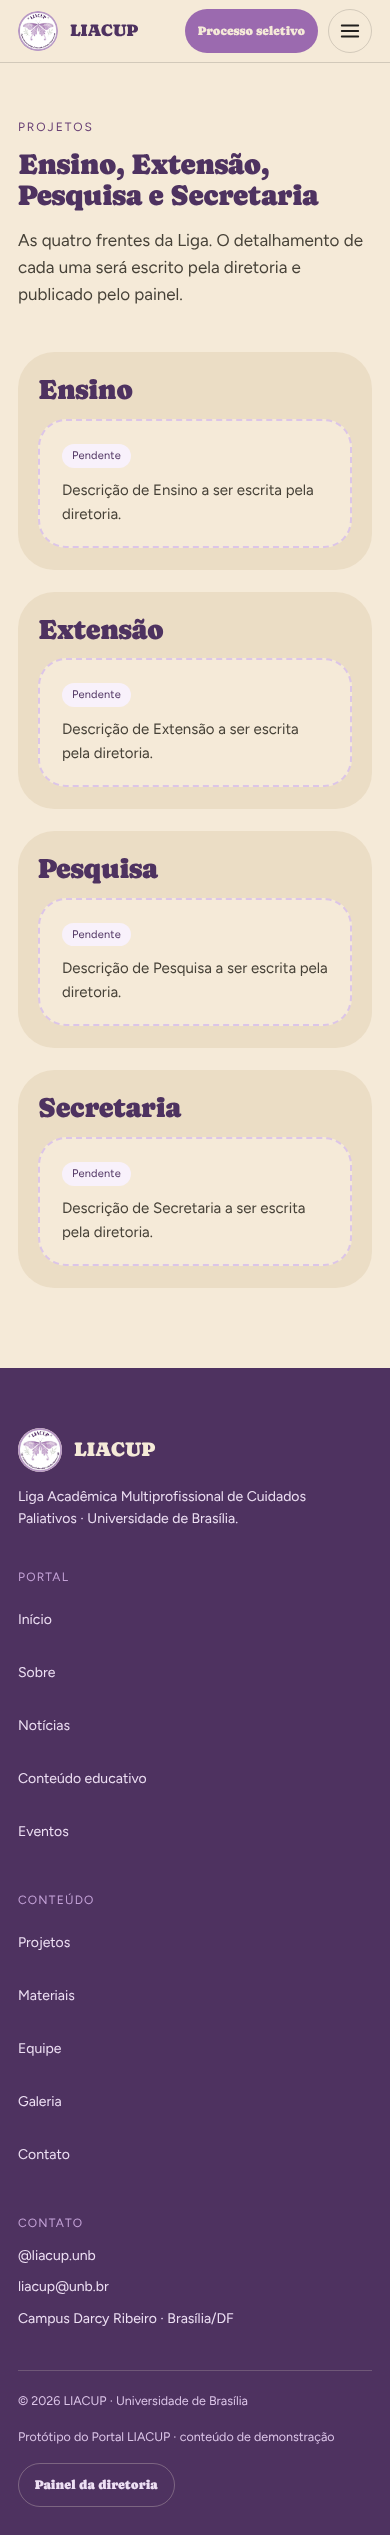 LIACUP
Processo seletivo
PROJETOS
Ensino, Extensão,
Pesquisa e Secretaria
As quatro frentes da Liga. O detalhamento de
cada uma será escrito pela diretoria e
publicado pelo painel.
Ensino
Pendente
Descrição de Ensino a ser escrita pela
diretoria.
Extensão
Pendente
Descrição de Extensão a ser escrita
pela diretoria.
Pesquisa
Pendente
Descrição de Pesquisa a ser escrita pela
diretoria.
Secretaria
Pendente
Descrição de Secretaria a ser escrita
pela diretoria.
LIACUP
Liga Acadêmica Multiprofissional de Cuidados
Paliativos · Universidade de Brasília.
PORTAL
Início
Sobre
Notícias
Conteúdo educativo
Eventos
CONTEÚDO
Projetos
Materiais
Equipe
Galeria
Contato
CONTATO
@liacup.unb
liacup@unb.br
Campus Darcy Ribeiro · Brasília/DF
© 2026 LIACUP · Universidade de Brasília
Protótipo do Portal LIACUP · conteúdo de demonstração
Painel da diretoria